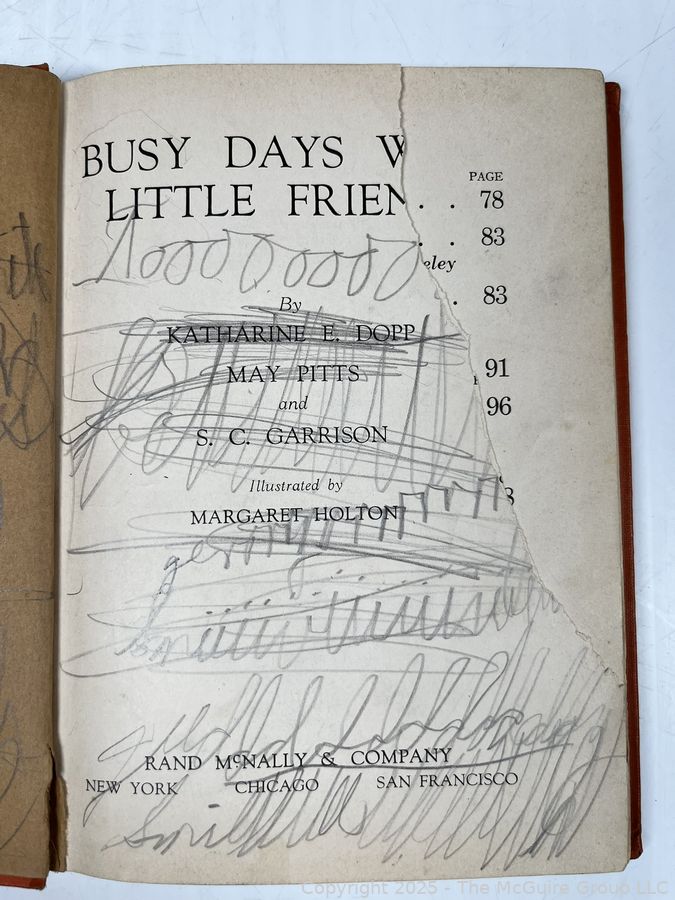 BUSY DAYS W
LITTLE FRIEN
PAGE
. . 78
. . 83
eley
. 83
91
96
By
KATHARINE E. DOPP
MAY PITTS
and
S. C. GARRISON
Illustrated by
MARGARET HOLTON
RAND McNALLY & COMPANY
NEW YORK CHICAGO SAN FRANCISCO
Copyright 2025 - The McGuire Group LLC